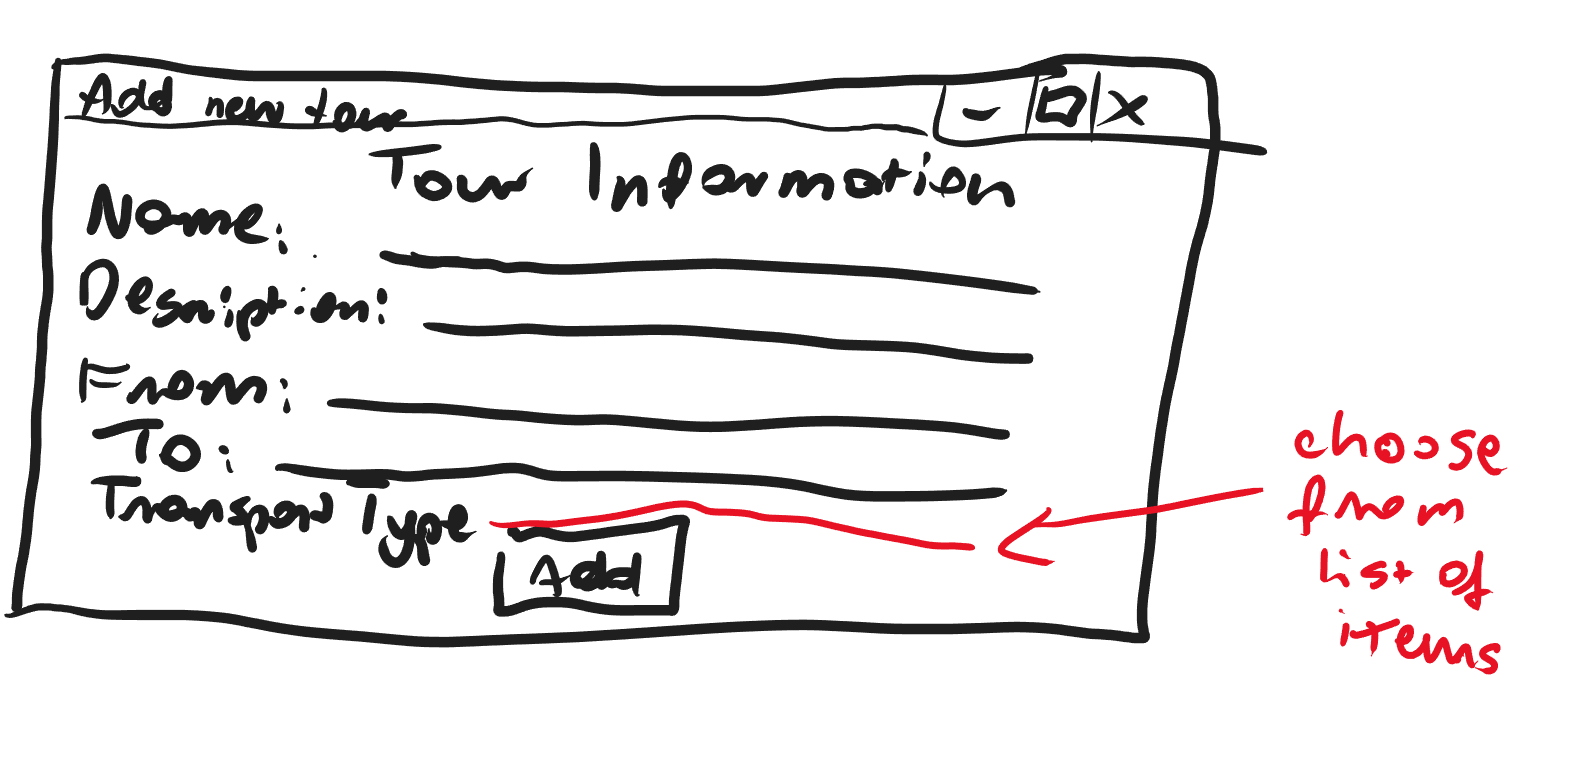 Add new tour
Tour Information
Name:
Description:
From:
To:
Transport Type
Add
choose
from
list of
items